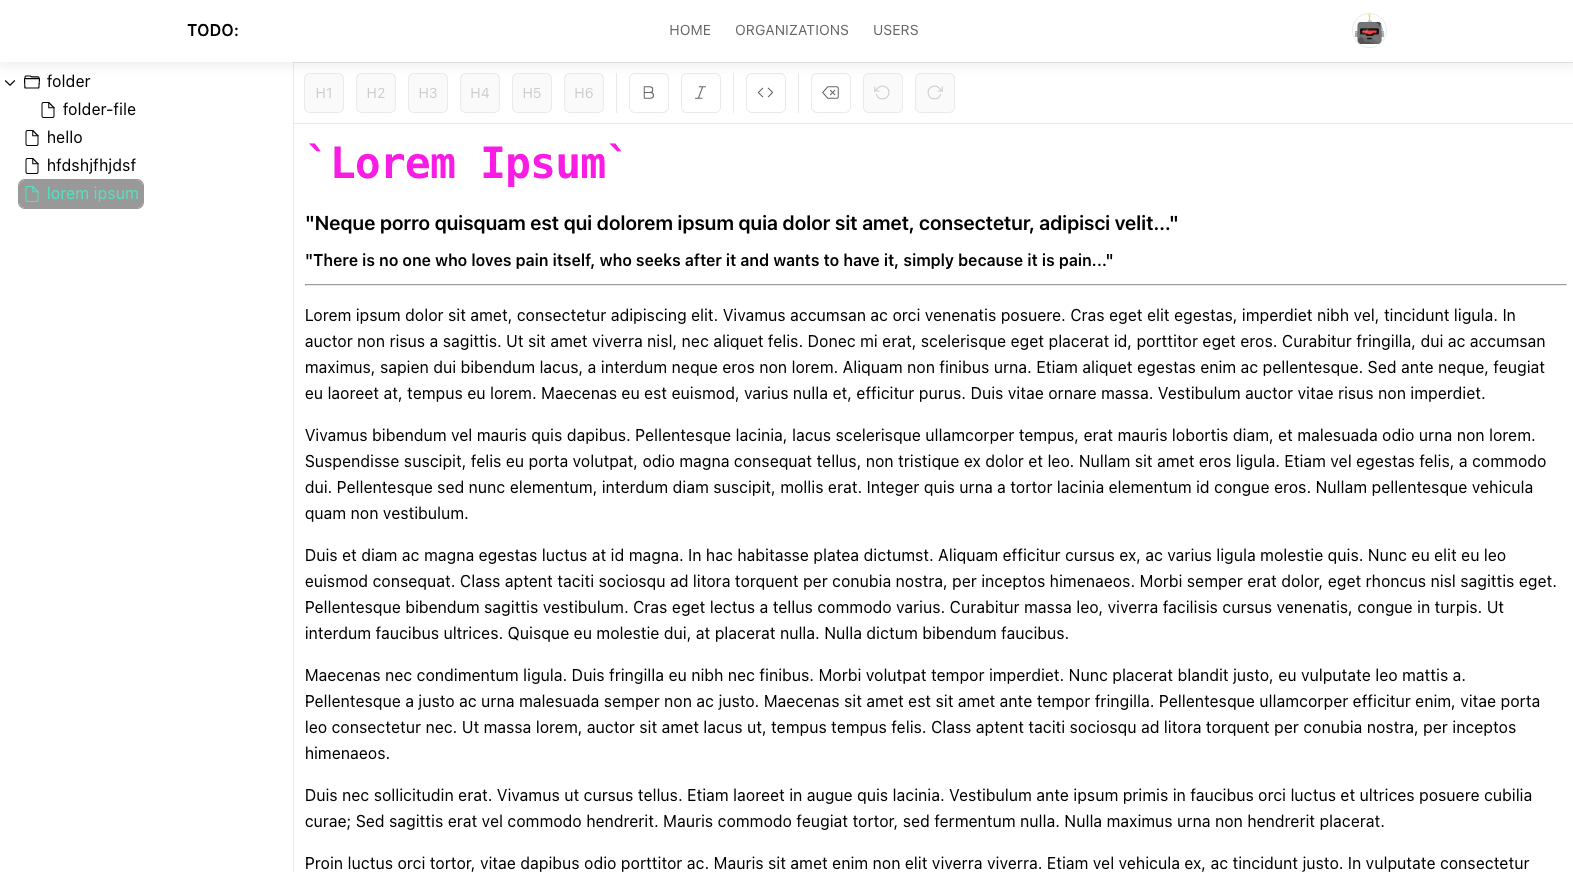 TODO:
HOME ORGANIZATIONS USERS
folder
folder-file
hello
hfdshjfhjdsf
lorem ipsum
H1 H2 H3 H4 H5 H6 B I <>
`Lorem Ipsum`
"Neque porro quisquam est qui dolorem ipsum quia dolor sit amet, consectetur, adipisci velit..."
"There is no one who loves pain itself, who seeks after it and wants to have it, simply because it is pain..."
Lorem ipsum dolor sit amet, consectetur adipiscing elit. Vivamus accumsan ac orci venenatis posuere. Cras eget elit egestas, imperdiet nibh vel, tincidunt ligula. In
auctor non risus a sagittis. Ut sit amet viverra nisl, nec aliquet felis. Donec mi erat, scelerisque eget placerat id, porttitor eget eros. Curabitur fringilla, dui ac accumsan
maximus, sapien dui bibendum lacus, a interdum neque eros non lorem. Aliquam non finibus urna. Etiam aliquet egestas enim ac pellentesque. Sed ante neque, feugiat
eu laoreet at, tempus eu lorem. Maecenas eu est euismod, varius nulla et, efficitur purus. Duis vitae ornare massa. Vestibulum auctor vitae risus non imperdiet.
Vivamus bibendum vel mauris quis dapibus. Pellentesque lacinia, lacus scelerisque ullamcorper tempus, erat mauris lobortis diam, et malesuada odio urna non lorem.
Suspendisse suscipit, felis eu porta volutpat, odio magna consequat tellus, non tristique ex dolor et leo. Nullam sit amet eros ligula. Etiam vel egestas felis, a commodo
dui. Pellentesque sed nunc elementum, interdum diam suscipit, mollis erat. Integer quis urna a tortor lacinia elementum id congue eros. Nullam pellentesque vehicula
quam non vestibulum.
Duis et diam ac magna egestas luctus at id magna. In hac habitasse platea dictumst. Aliquam efficitur cursus ex, ac varius ligula molestie quis. Nunc eu elit eu leo
euismod consequat. Class aptent taciti sociosqu ad litora torquent per conubia nostra, per inceptos himenaeos. Morbi semper erat dolor, eget rhoncus nisl sagittis eget.
Pellentesque bibendum sagittis vestibulum. Cras eget lectus a tellus commodo varius. Curabitur massa leo, viverra facilisis cursus venenatis, congue in turpis. Ut
interdum faucibus ultrices. Quisque eu molestie dui, at placerat nulla. Nulla dictum bibendum faucibus.
Maecenas nec condimentum ligula. Duis fringilla eu nibh nec finibus. Morbi volutpat tempor imperdiet. Nunc placerat blandit justo, eu vulputate leo mattis a.
Pellentesque a justo ac urna malesuada semper non ac justo. Maecenas sit amet est sit amet ante tempor fringilla. Pellentesque ullamcorper efficitur enim, vitae porta
leo consectetur nec. Ut massa lorem, auctor sit amet lacus ut, tempus tempus felis. Class aptent taciti sociosqu ad litora torquent per conubia nostra, per inceptos
himenaeos.
Duis nec sollicitudin erat. Vivamus ut cursus tellus. Etiam laoreet in augue quis lacinia. Vestibulum ante ipsum primis in faucibus orci luctus et ultrices posuere cubilia
curae; Sed sagittis erat vel commodo hendrerit. Mauris commodo feugiat tortor, sed fermentum nulla. Nulla maximus urna non hendrerit placerat.
Proin luctus orci tortor, vitae dapibus odio porttitor ac. Mauris sit amet enim non elit viverra viverra. Etiam vel vehicula ex, ac tincidunt justo. In vulputate consectetur